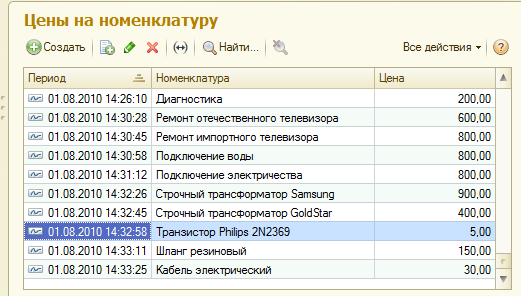 Цены на номенклатуру
Создать Найти... Все действия
Период Номенклатура Цена
01.08.2010 14:26:10 Диагностика 200,00
01.08.2010 14:30:28 Ремонт отечественного телевизора 600,00
01.08.2010 14:30:45 Ремонт импортного телевизора 800,00
01.08.2010 14:30:58 Подключение воды 800,00
01.08.2010 14:31:12 Подключение электричества 800,00
01.08.2010 14:32:26 Строчный трансформатор Samsung 900,00
01.08.2010 14:32:45 Строчный трансформатор GoldStar 400,00
01.08.2010 14:32:58 Транзистор Philips 2N2369 5,00
01.08.2010 14:33:11 Шланг резиновый 150,00
01.08.2010 14:33:25 Кабель электрический 30,00